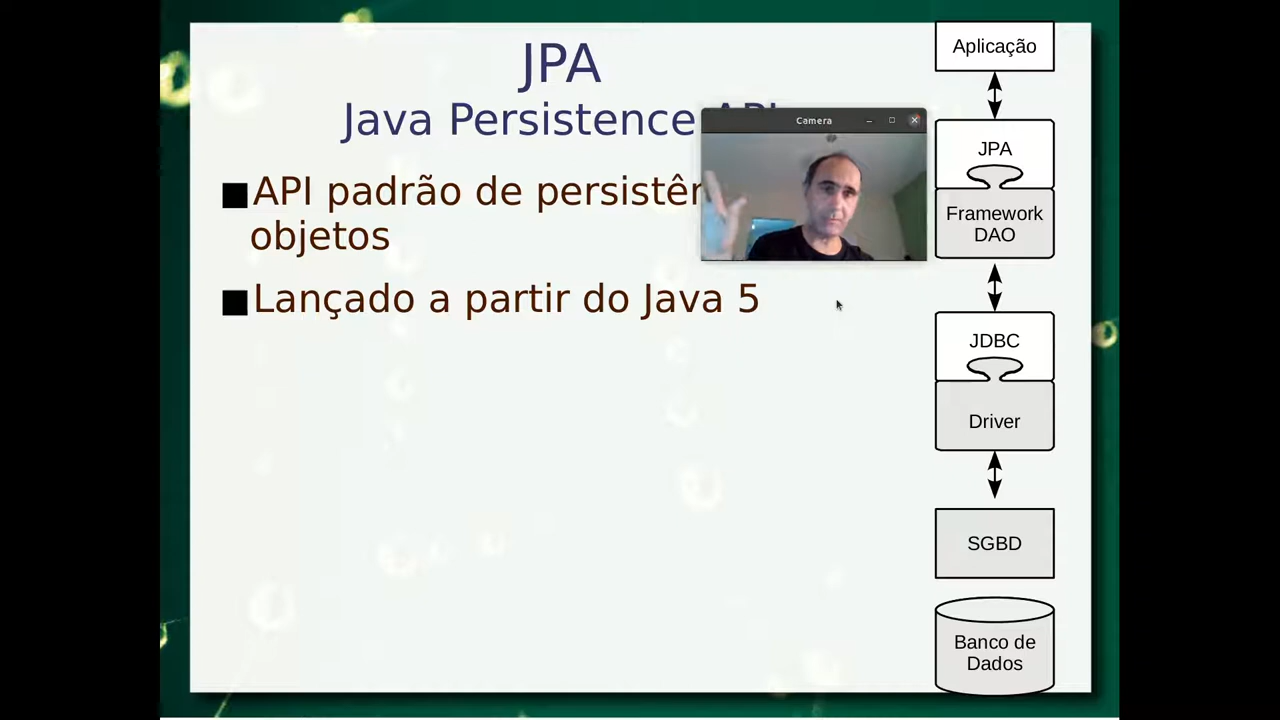 JPA
Java Persistence
API padrão de
objetos
Lançado a partir do Java 5
Camera
Aplicação
JPA
Framework
DAO
JDBC
Driver
SGBD
Banco de
Dados